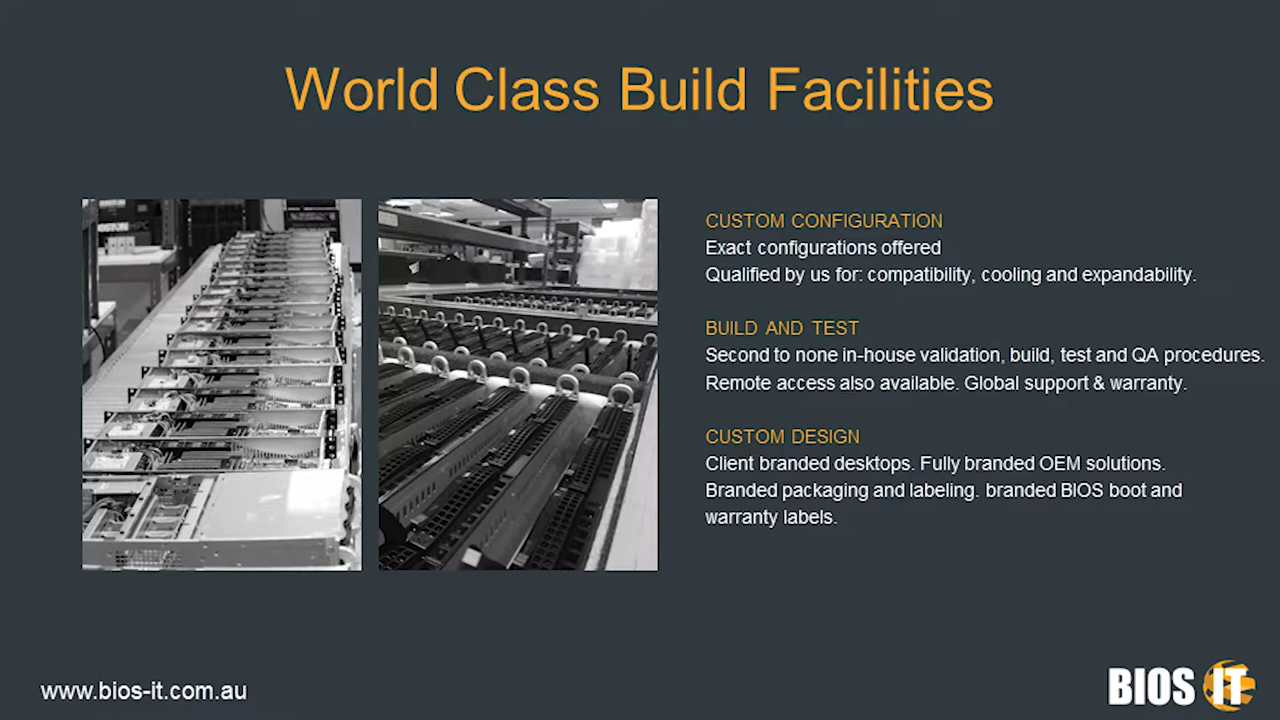 World Class Build Facilities
CUSTOM CONFIGURATION
Exact configurations offered
Qualified by us for: compatibility, cooling and expandability.
BUILD AND TEST
Second to none in-house validation, build, test and QA procedures.
Remote access also available. Global support & warranty.
CUSTOM DESIGN
Client branded desktops. Fully branded OEM solutions.
Branded packaging and labeling. branded BIOS boot and
warranty labels.
www.bios-it.com.au
BIOS IT